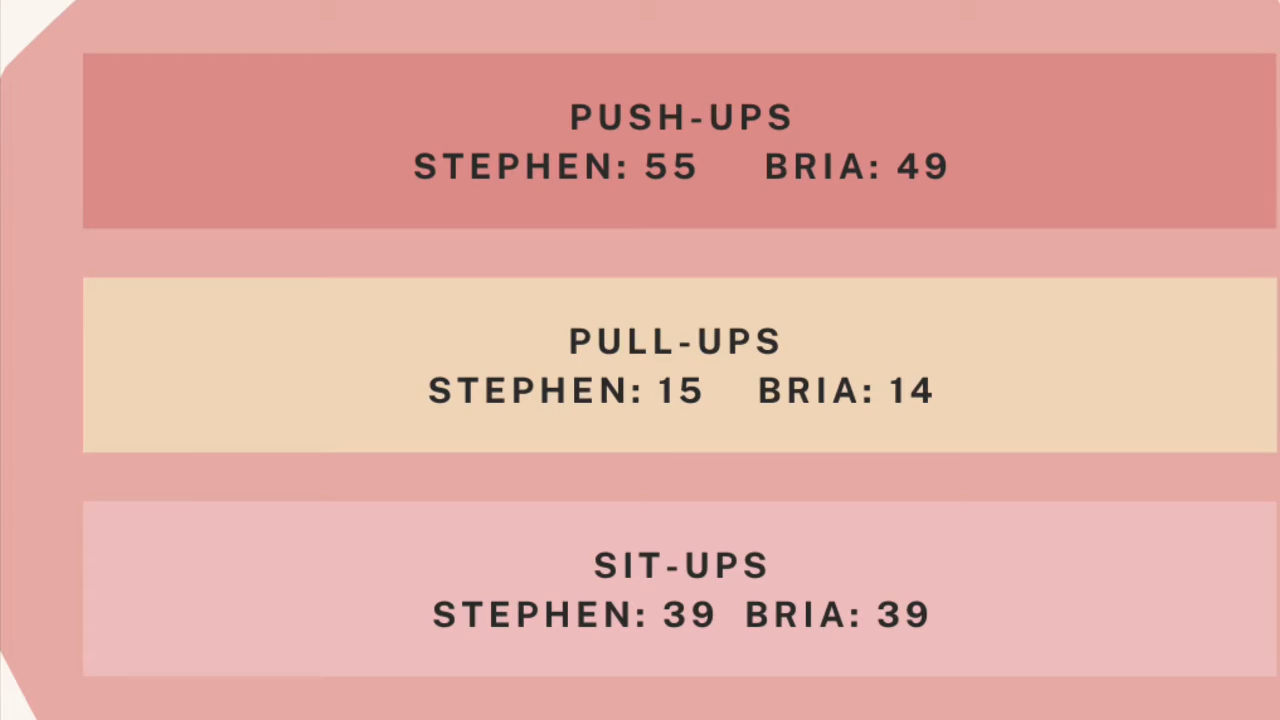 PUSH-UPS
STEPHEN: 55 BRIA: 49
PULL-UPS
STEPHEN: 15 BRIA: 14
SIT-UPS
STEPHEN: 39 BRIA: 39